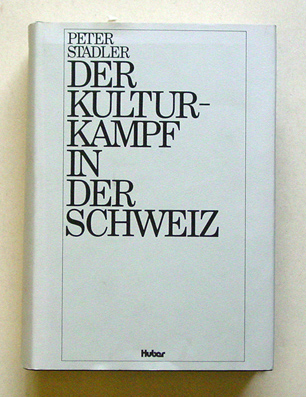 PETER
STADLER
DER
KULTUR-
KAMPF
IN
DER
SCHWEIZ
Huber